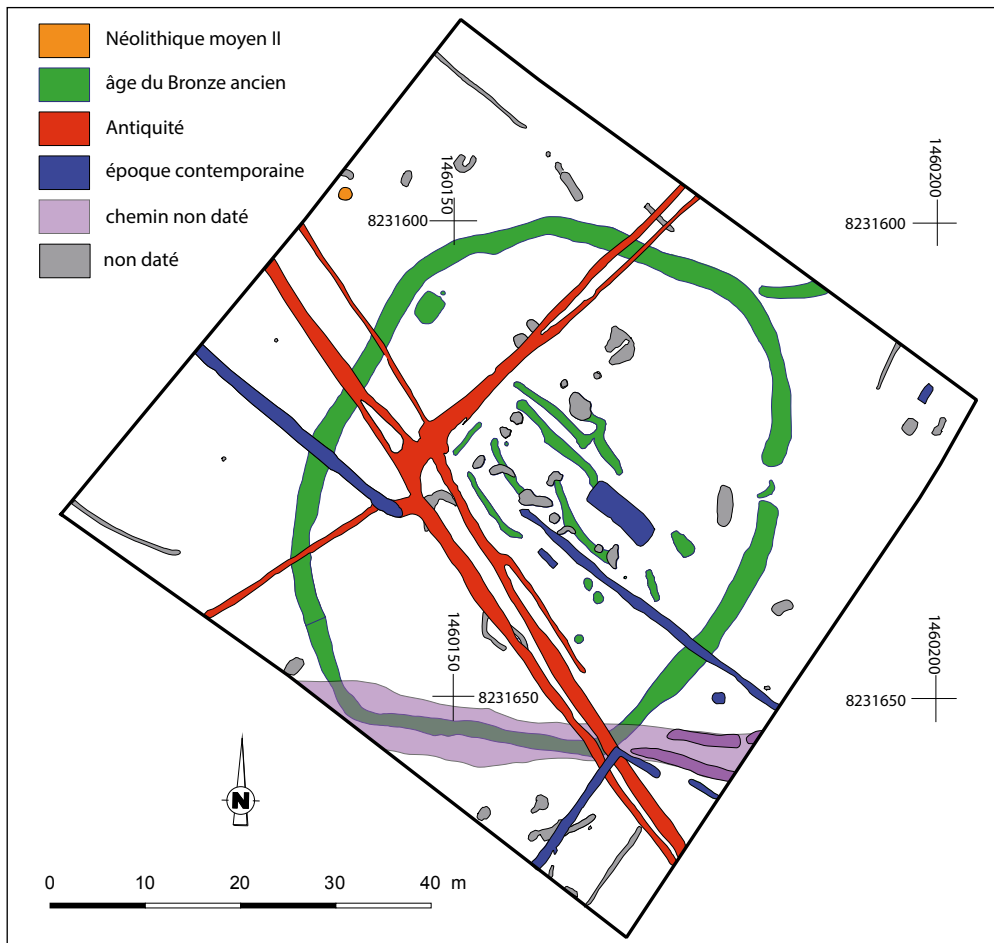 Néolithique moyen II
âge du Bronze ancien
Antiquité
époque contemporaine
chemin non daté
non daté
1460150
8231600
1460200
8231600
1460150
8231650
1460200
8231650
N
0 10 20 30 40 m